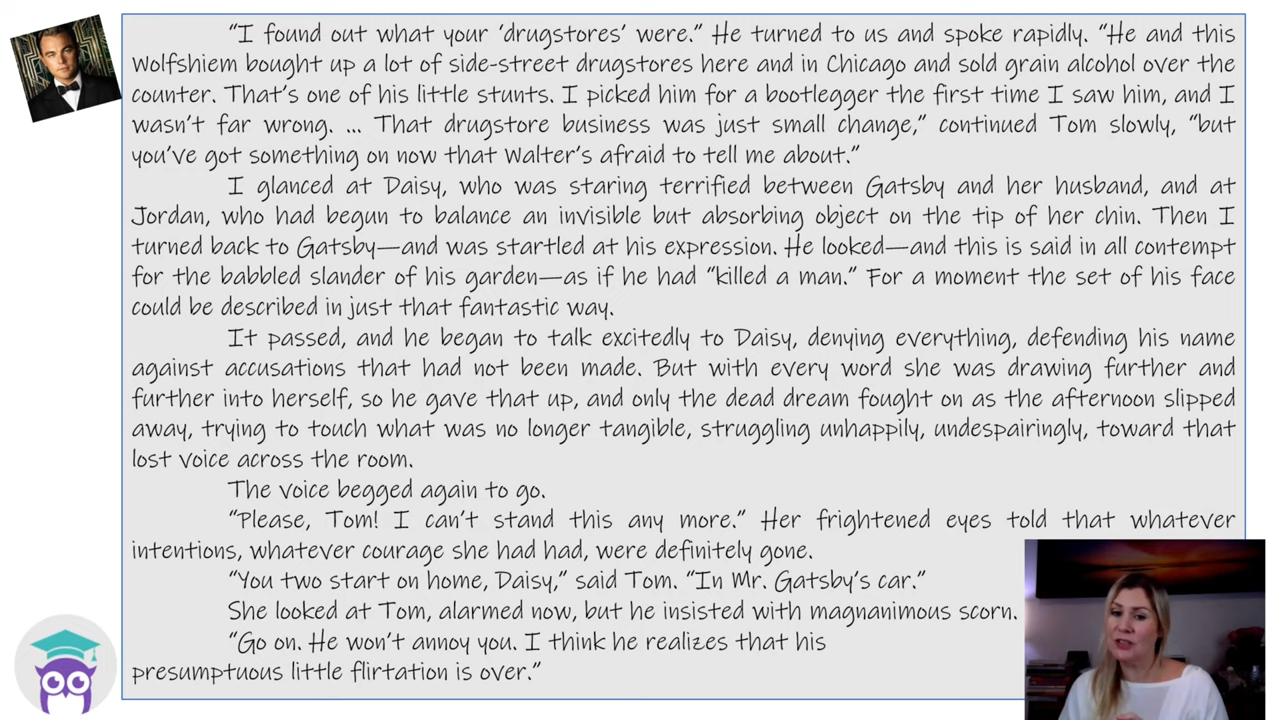 “I found out what your ‘drugstores’ were.” He turned to us and spoke rapidly. “He and this
Wolfshiem bought up a lot of side-street drugstores here and in Chicago and sold grain alcohol over the
counter. That’s one of his little stunts. I picked him for a bootlegger the first time I saw him, and I
wasn’t far wrong. ... That drugstore business was just small change,” continued Tom slowly, “but
you’ve got something on now that Walter’s afraid to tell me about.”
I glanced at Daisy, who was staring terrified between Gatsby and her husband, and at
Jordan, who had begun to balance an invisible but absorbing object on the tip of her chin. Then I
turned back to Gatsby—and was startled at his expression. He looked—and this is said in all contempt
for the babbled slander of his garden—as if he had “killed a man.” For a moment the set of his face
could be described in just that fantastic way.
It passed, and he began to talk excitedly to Daisy, denying everything, defending his name
against accusations that had not been made. But with every word she was drawing further and
further into herself, so he gave that up, and only the dead dream fought on as the afternoon slipped
away, trying to touch what was no longer tangible, struggling unhappily, undespairingly, toward that
lost voice across the room.
The voice begged again to go.
“Please, Tom! I can’t stand this any more.” Her frightened eyes told that whatever
intentions, whatever courage she had had, were definitely gone.
“You two start on home, Daisy,” said Tom. “In Mr. Gatsby’s car.”
She looked at Tom, alarmed now, but he insisted with magnanimous scorn.
“Go on. He won’t annoy you. I think he realizes that his
presumptuous little flirtation is over.”